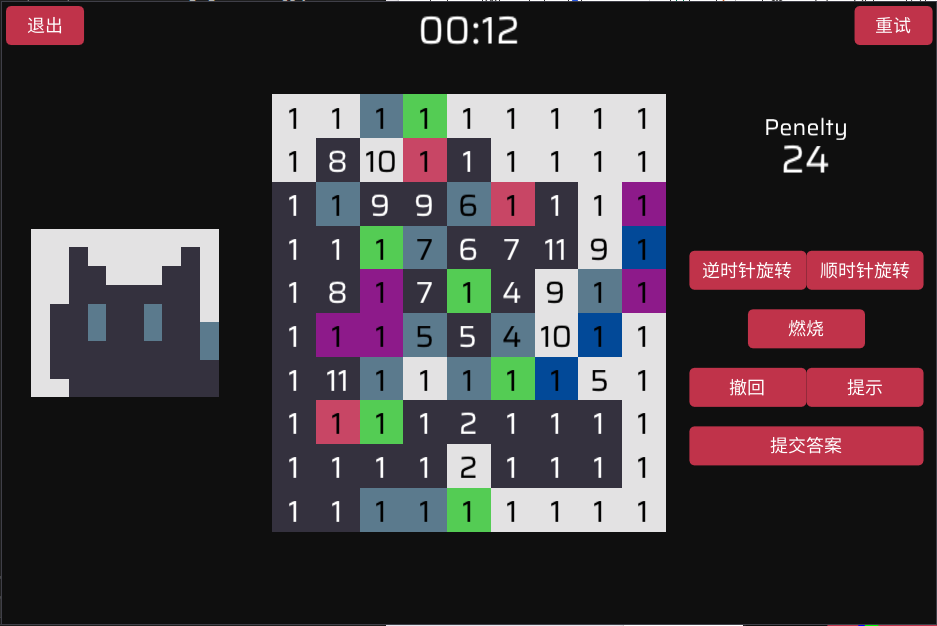 退出
00:12
重试
1 1 1 1 1 1 1 1 1
1 8 10 1 1 1 1 1 1
1 1 9 9 6 1 1 1 1
1 1 1 7 6 7 11 9 1
1 8 1 7 1 4 9 1 1
1 1 1 5 5 4 10 1 1
1 11 1 1 1 1 1 5 1
1 1 1 1 2 1 1 1 1
1 1 1 1 2 1 1 1 1
1 1 1 1 1 1 1 1 1
Penelty
24
逆时针旋转 顺时针旋转
燃烧
撤回 提示
提交答案